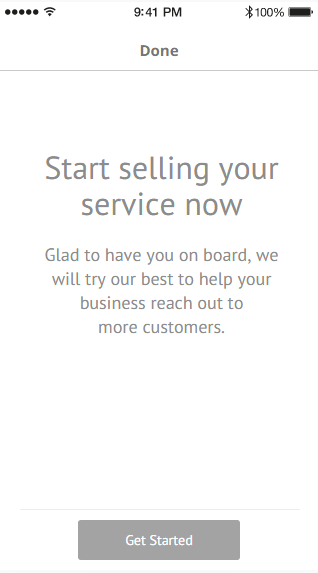 9:41 PM 100%
Done
Start selling your
service now
Glad to have you on board, we
will try our best to help your
business reach out to
more customers.
Get Started